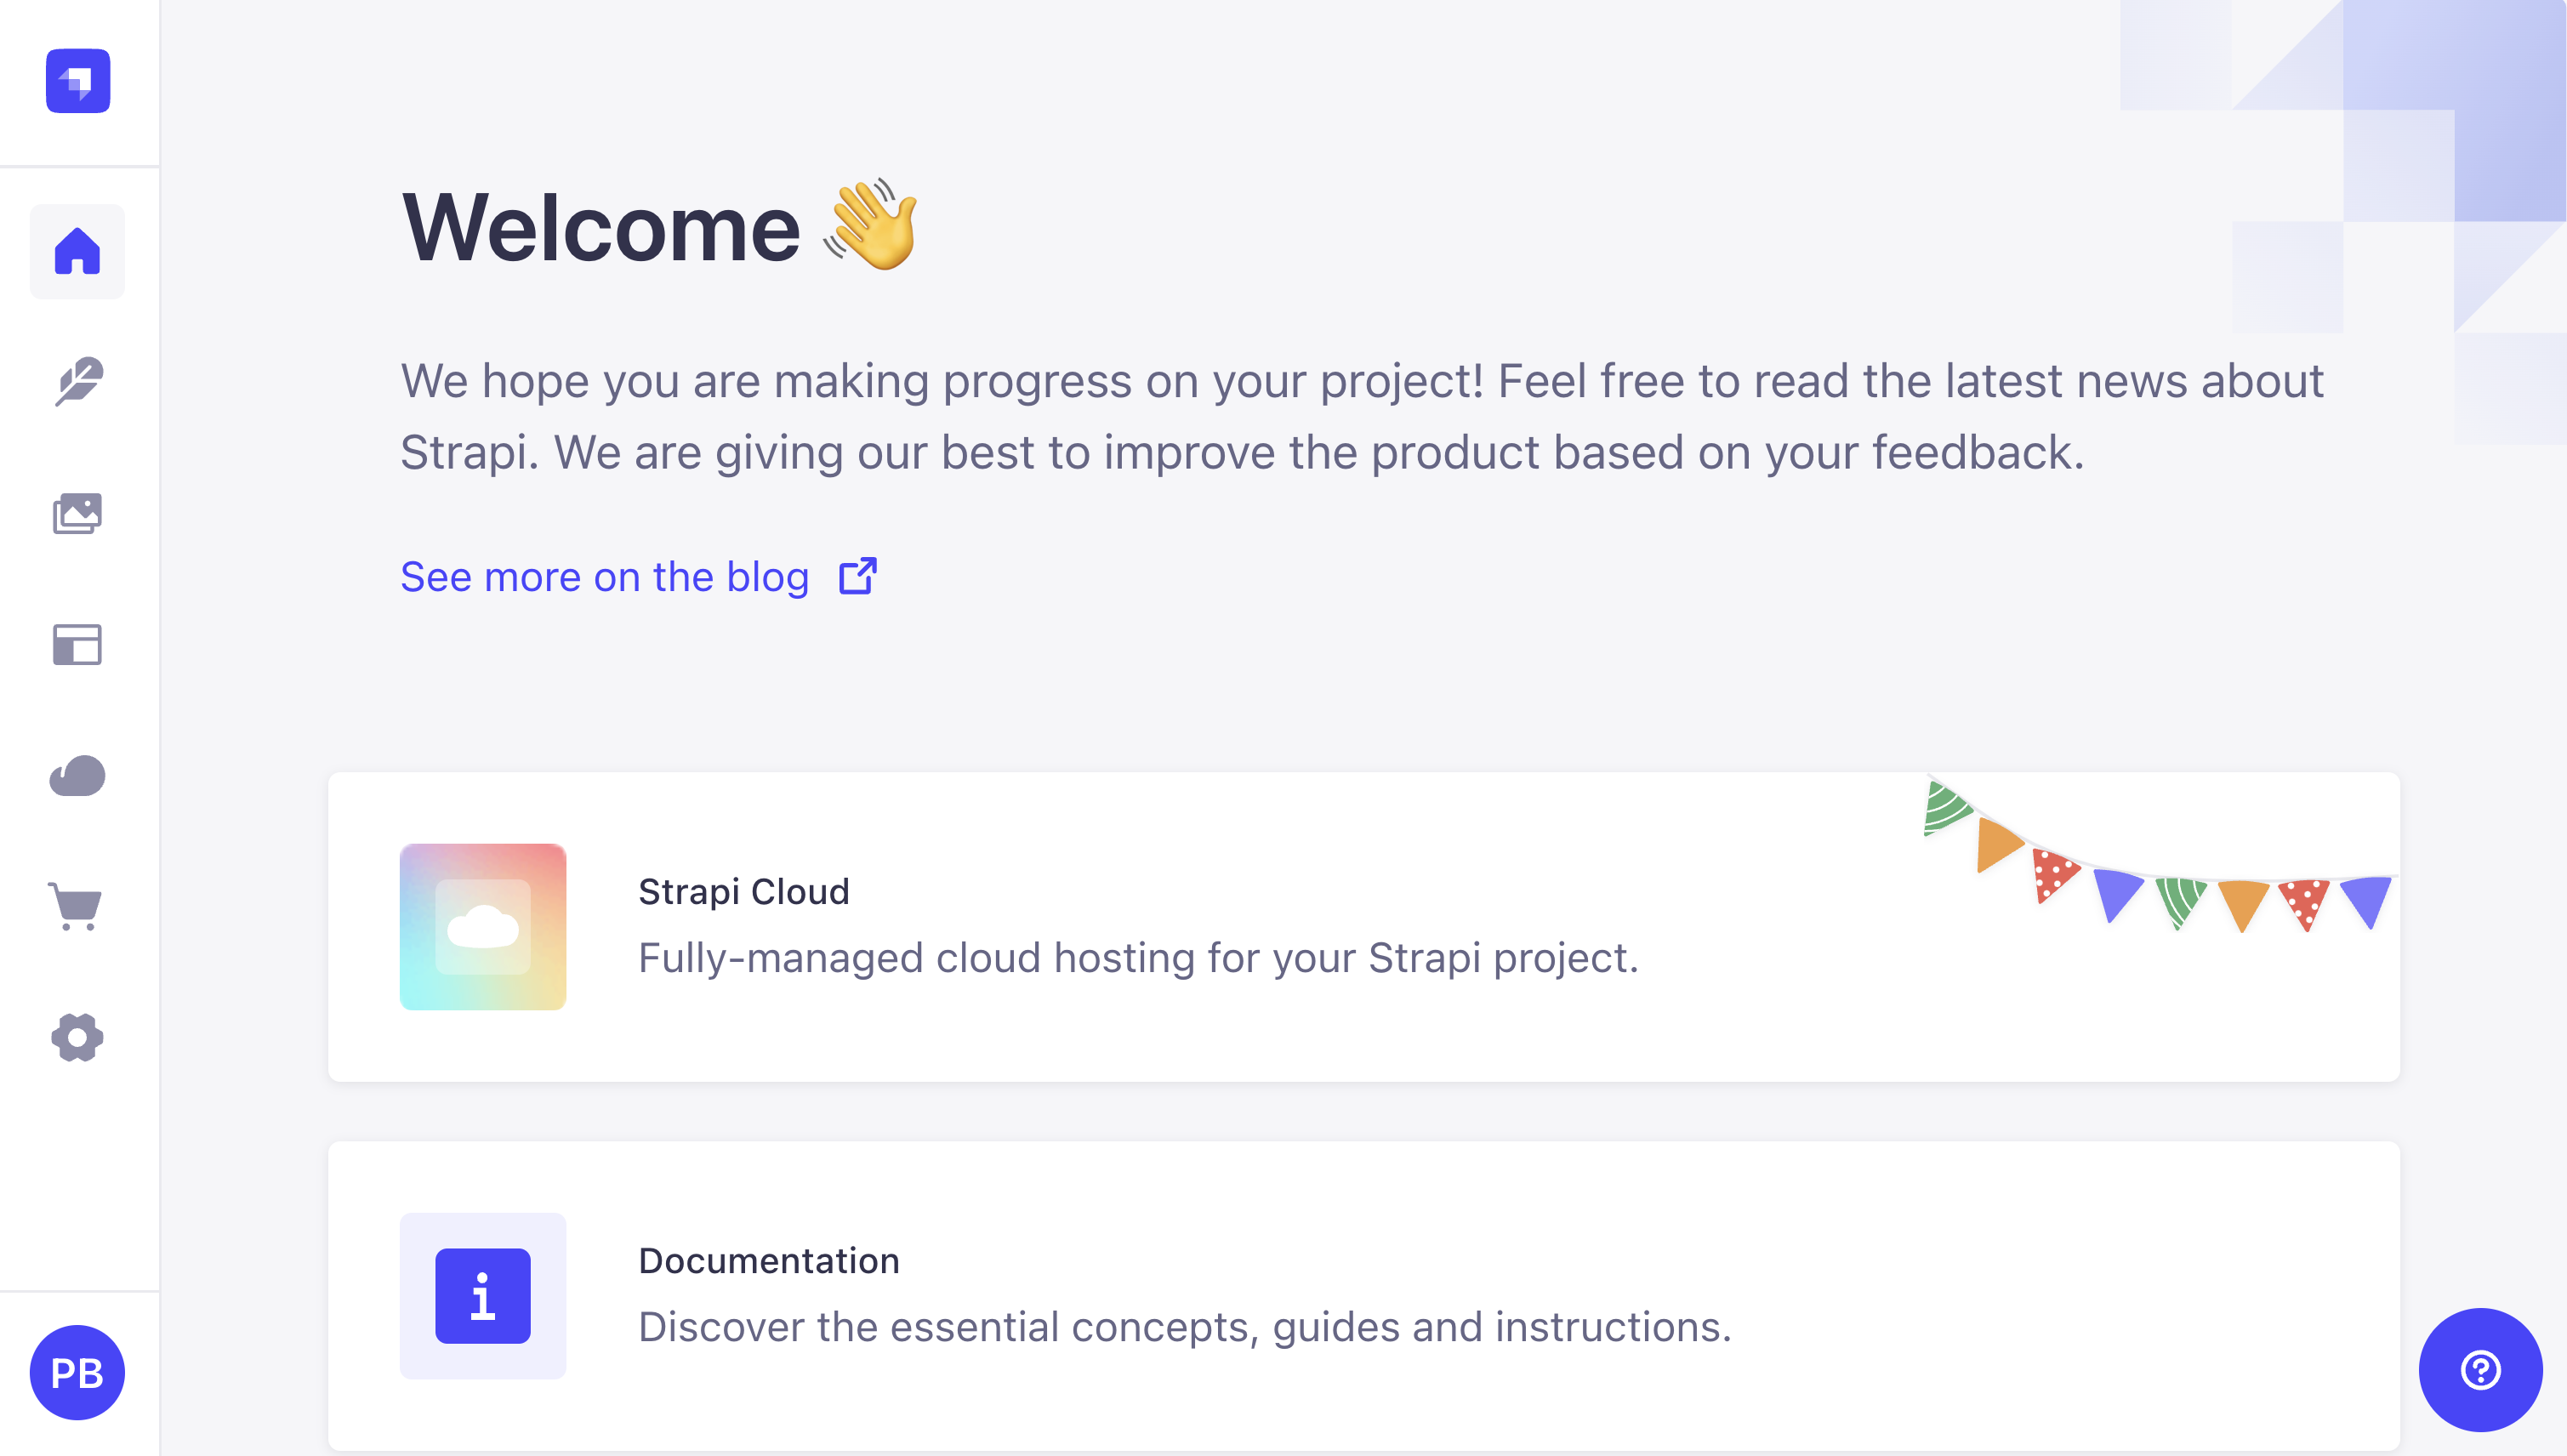 Welcome 👋
We hope you are making progress on your project! Feel free to read the latest news about
Strapi. We are giving our best to improve the product based on your feedback.
See more on the blog
Strapi Cloud
Fully-managed cloud hosting for your Strapi project.
Documentation
Discover the essential concepts, guides and instructions.
PB